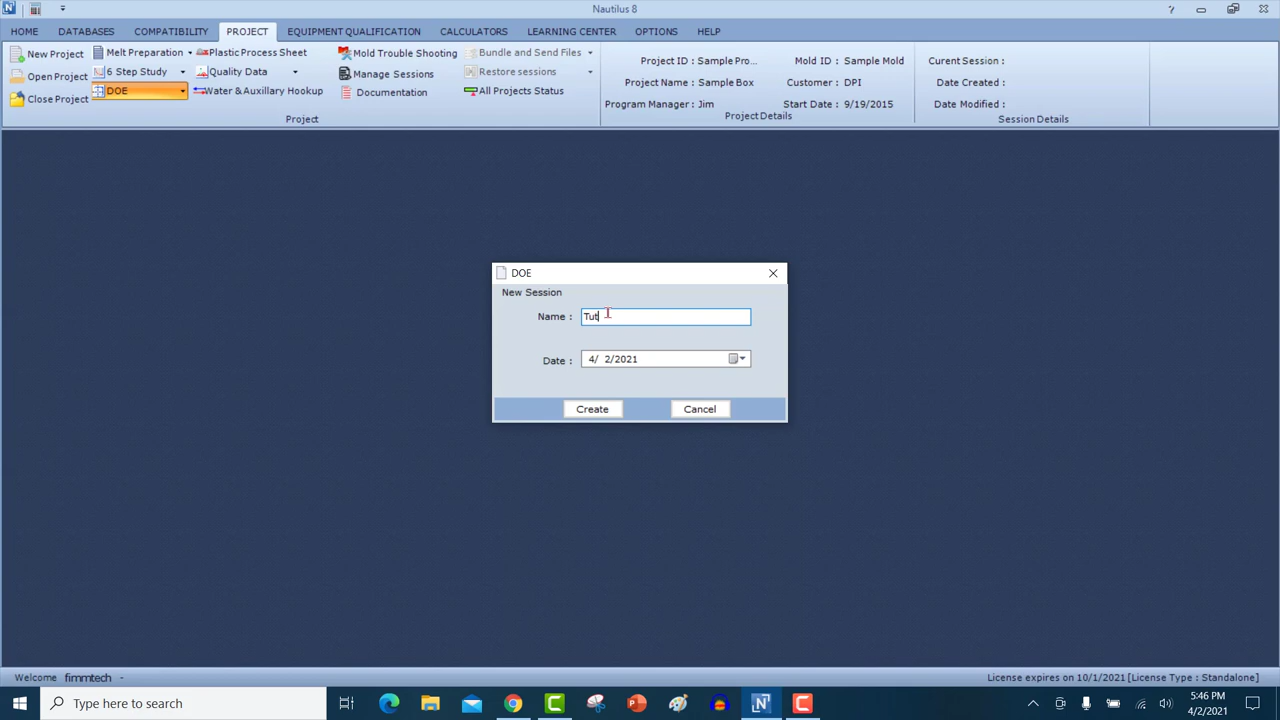 Nautilus 8
HOME DATABASES COMPATIBILITY PROJECT EQUIPMENT QUALIFICATION CALCULATORS LEARNING CENTER OPTIONS HELP
New Project Melt Preparation Plastic Process Sheet Mold Trouble Shooting Bundle and Send Files
Open Project 6 Step Study Quality Data Manage Sessions Restore sessions
Close Project DOE Water & Auxillary Hookup Documentation All Projects Status
Project
Project ID : Sample Pro... Mold ID : Sample Mold
Project Name : Sample Box Customer : DPI
Program Manager : Jim Start Date : 9/19/2015
Project Details
Curent Session :
Date Created :
Date Modified :
Session Details
DOE
New Session
Name : Tut
Date : 4/ 2/2021
Create Cancel
Welcome fimmtech -
License expires on 10/1/2021 [License Type : Standalone]
Type here to search
5:46 PM
4/2/2021